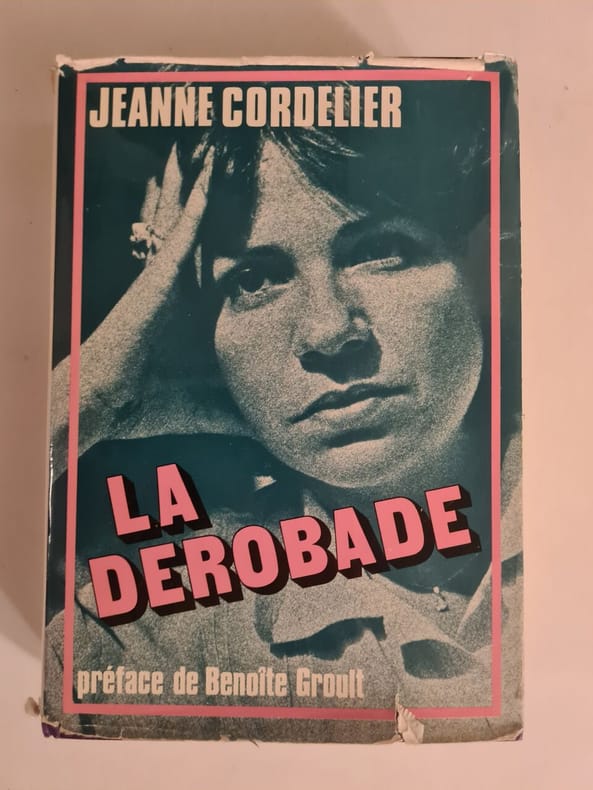 JEANNE CORDELIER
LA
DEROBADE
préface de Benoîte Groult